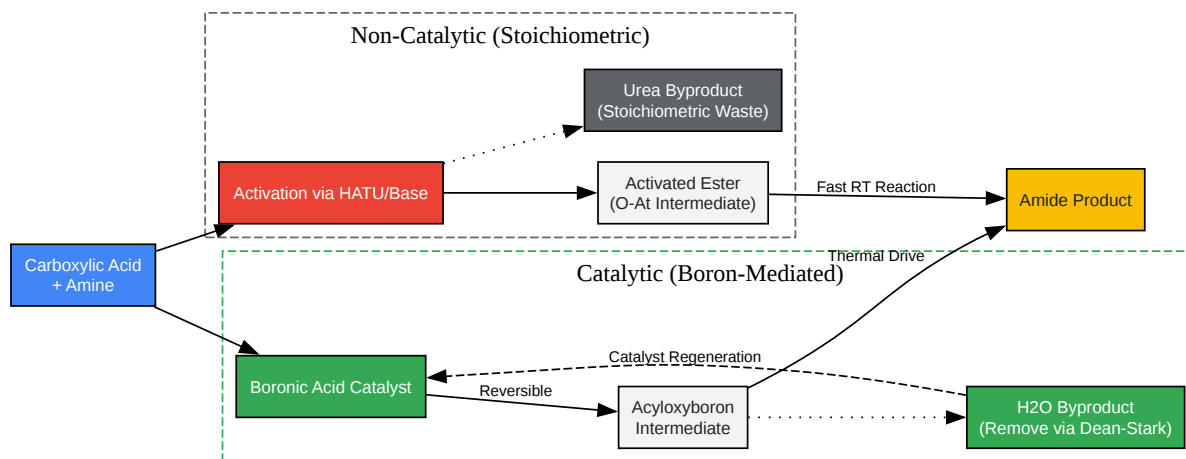 Non-Catalytic (Stoichiometric)
Urea Byproduct
(Stoichiometric Waste)
Activation via HATU/Base
Activated Ester
(O-At Intermediate)
Fast RT Reaction
Amide Product
Carboxylic Acid
+ Amine
Catalytic (Boron-Mediated)
Thermal Drive
Boronic Acid Catalyst
Reversible
Catalyst Regeneration
Acyloxyboron
Intermediate
H2O Byproduct
(Remove via Dean-Stark)